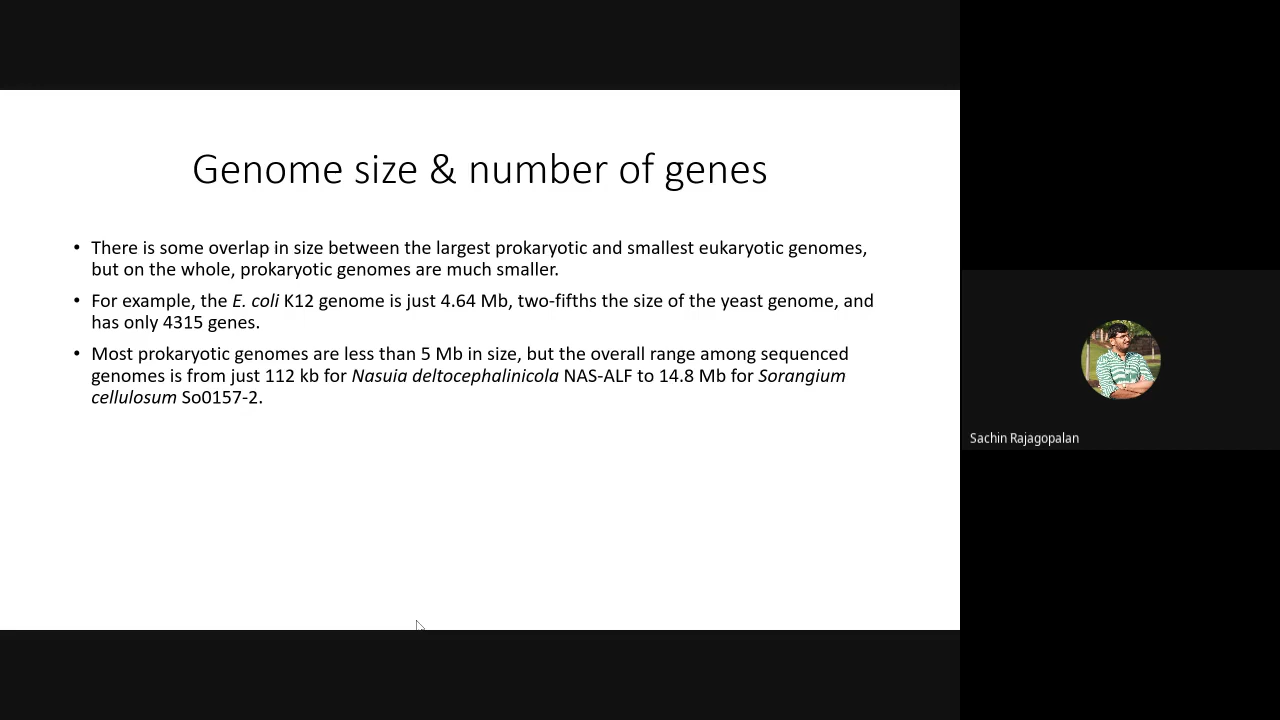 Genome size & number of genes
• There is some overlap in size between the largest prokaryotic and smallest eukaryotic genomes,
but on the whole, prokaryotic genomes are much smaller.
• For example, the E. coli K12 genome is just 4.64 Mb, two-fifths the size of the yeast genome, and
has only 4315 genes.
• Most prokaryotic genomes are less than 5 Mb in size, but the overall range among sequenced
genomes is from just 112 kb for Nasuia deltocephalinicola NAS-ALF to 14.8 Mb for Sorangium
cellulosum So0157-2.
Sachin Rajagopalan